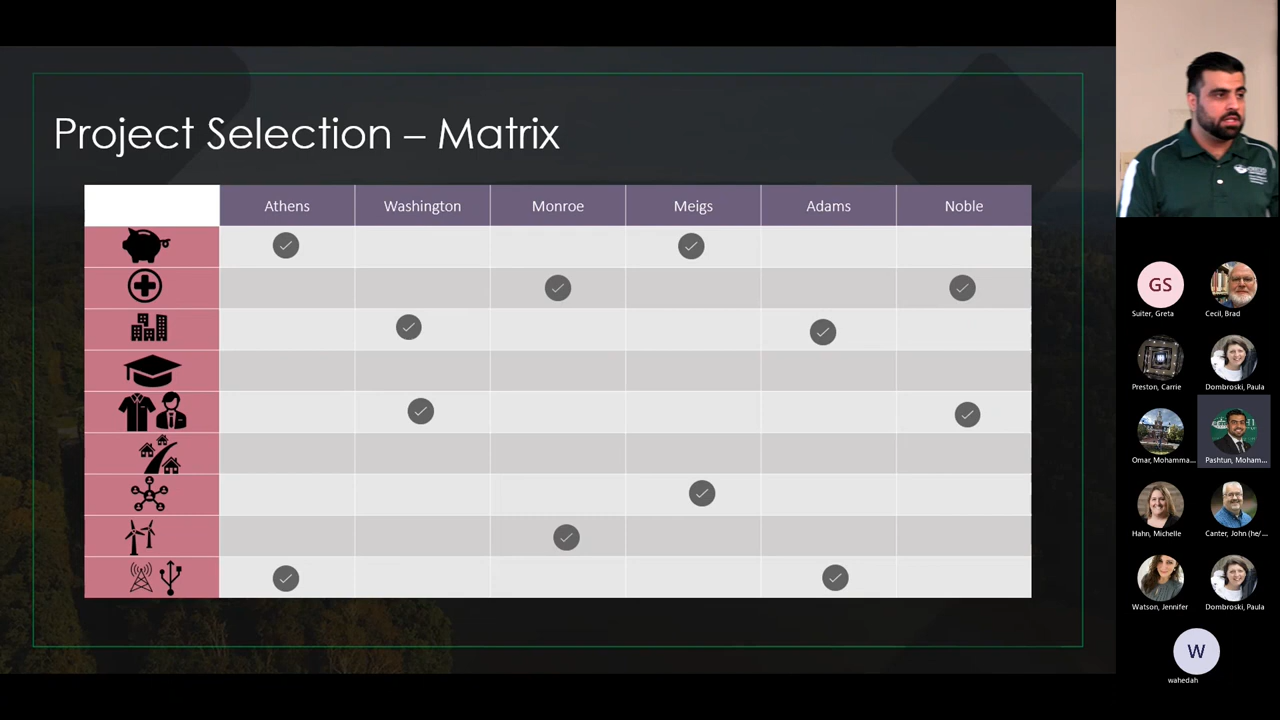 Project Selection – Matrix
Athens Washington Monroe Meigs Adams Noble
GS
Suiter, Greta
Cecil, Brad
Preston, Carrie
Dombroski, Paula
Omar, Mohamma...
Pashtun, Moham...
Hahn, Michelle
Canter, John (he/ ...
Watson, Jennifer
Dombroski, Paula
W
wahedah